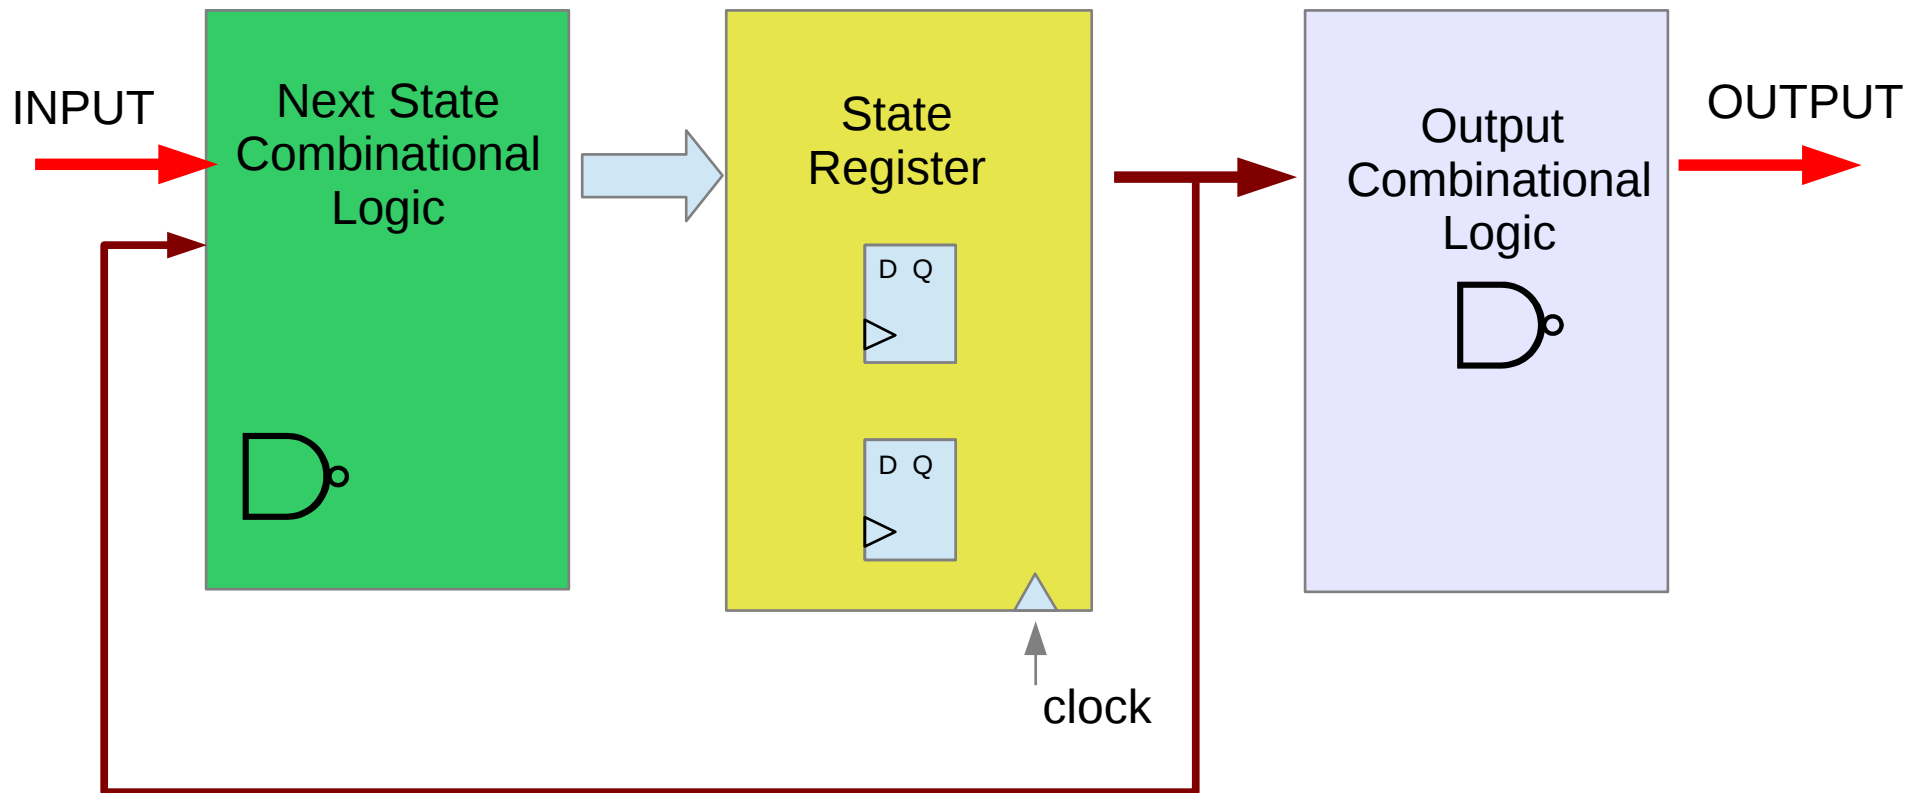 INPUT
Next State
Combinational
Logic
State
Register
D Q
D Q
clock
Output
Combinational
Logic
OUTPUT